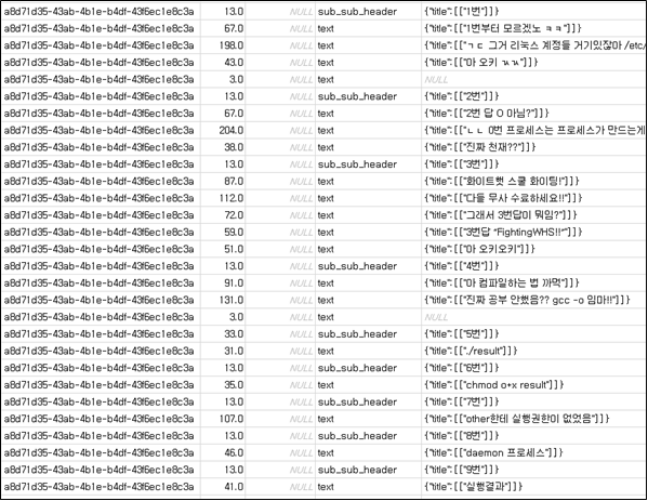 a8d71d35-43ab-4b1e-b4df-43f6ec1e8c3a 13.0 NULL sub_sub_header {"title":[["1번"]]}
a8d71d35-43ab-4b1e-b4df-43f6ec1e8c3a 67.0 NULL text {"title":[["1번부터 모르겠노 ㅋㅋ"]]}
a8d71d35-43ab-4b1e-b4df-43f6ec1e8c3a 198.0 NULL text {"title":[["ㄱㄷ 그거 리눅스 계정들 거기있잖아 /etc/
a8d71d35-43ab-4b1e-b4df-43f6ec1e8c3a 43.0 NULL text {"title":[["아 오키 ㄳㄳ"]]}
a8d71d35-43ab-4b1e-b4df-43f6ec1e8c3a 3.0 NULL text NULL
a8d71d35-43ab-4b1e-b4df-43f6ec1e8c3a 13.0 NULL sub_sub_header {"title":[["2번"]]}
a8d71d35-43ab-4b1e-b4df-43f6ec1e8c3a 67.0 NULL text {"title":[["2번 답 O 아님?"]]}
a8d71d35-43ab-4b1e-b4df-43f6ec1e8c3a 204.0 NULL text {"title":[["ㄴㄴ 0번 프로세스는 프로세스가 만드는게
a8d71d35-43ab-4b1e-b4df-43f6ec1e8c3a 38.0 NULL text {"title":[["진짜 천재??"]]}
a8d71d35-43ab-4b1e-b4df-43f6ec1e8c3a 13.0 NULL sub_sub_header {"title":[["3번"]]}
a8d71d35-43ab-4b1e-b4df-43f6ec1e8c3a 87.0 NULL text {"title":[["화이트햇 스쿨 화이팅!"]]}
a8d71d35-43ab-4b1e-b4df-43f6ec1e8c3a 112.0 NULL text {"title":[["다들 무사 수료하세요!!"]]}
a8d71d35-43ab-4b1e-b4df-43f6ec1e8c3a 72.0 NULL text {"title":[["그래서 3번답이 뭐임?"]]}
a8d71d35-43ab-4b1e-b4df-43f6ec1e8c3a 59.0 NULL text {"title":[["3번답 “FightingWHS!!”"]]}
a8d71d35-43ab-4b1e-b4df-43f6ec1e8c3a 51.0 NULL text {"title":[["아 오키오키"]]}
a8d71d35-43ab-4b1e-b4df-43f6ec1e8c3a 13.0 NULL sub_sub_header {"title":[["4번"]]}
a8d71d35-43ab-4b1e-b4df-43f6ec1e8c3a 91.0 NULL text {"title":[["아 컴파일하는 법 까먹"]]}
a8d71d35-43ab-4b1e-b4df-43f6ec1e8c3a 131.0 NULL text {"title":[["진짜 공부 안했음?? gcc -o 임마!!"]]}
a8d71d35-43ab-4b1e-b4df-43f6ec1e8c3a 3.0 NULL text NULL
a8d71d35-43ab-4b1e-b4df-43f6ec1e8c3a 33.0 NULL sub_sub_header {"title":[["5번"]]}
a8d71d35-43ab-4b1e-b4df-43f6ec1e8c3a 31.0 NULL text {"title":[["./result"]]}
a8d71d35-43ab-4b1e-b4df-43f6ec1e8c3a 13.0 NULL sub_sub_header {"title":[["6번"]]}
a8d71d35-43ab-4b1e-b4df-43f6ec1e8c3a 35.0 NULL text {"title":[["chmod o+x result"]]}
a8d71d35-43ab-4b1e-b4df-43f6ec1e8c3a 13.0 NULL sub_sub_header {"title":[["7번"]]}
a8d71d35-43ab-4b1e-b4df-43f6ec1e8c3a 107.0 NULL text {"title":[["other한테 실행권한이 없었음"]]}
a8d71d35-43ab-4b1e-b4df-43f6ec1e8c3a 13.0 NULL sub_sub_header {"title":[["8번"]]}
a8d71d35-43ab-4b1e-b4df-43f6ec1e8c3a 46.0 NULL text {"title":[["daemon 프로세스"]]}
a8d71d35-43ab-4b1e-b4df-43f6ec1e8c3a 13.0 NULL sub_sub_header {"title":[["9번"]]}
a8d71d35-43ab-4b1e-b4df-43f6ec1e8c3a 41.0 NULL text {"title":[["실행결과"]]}